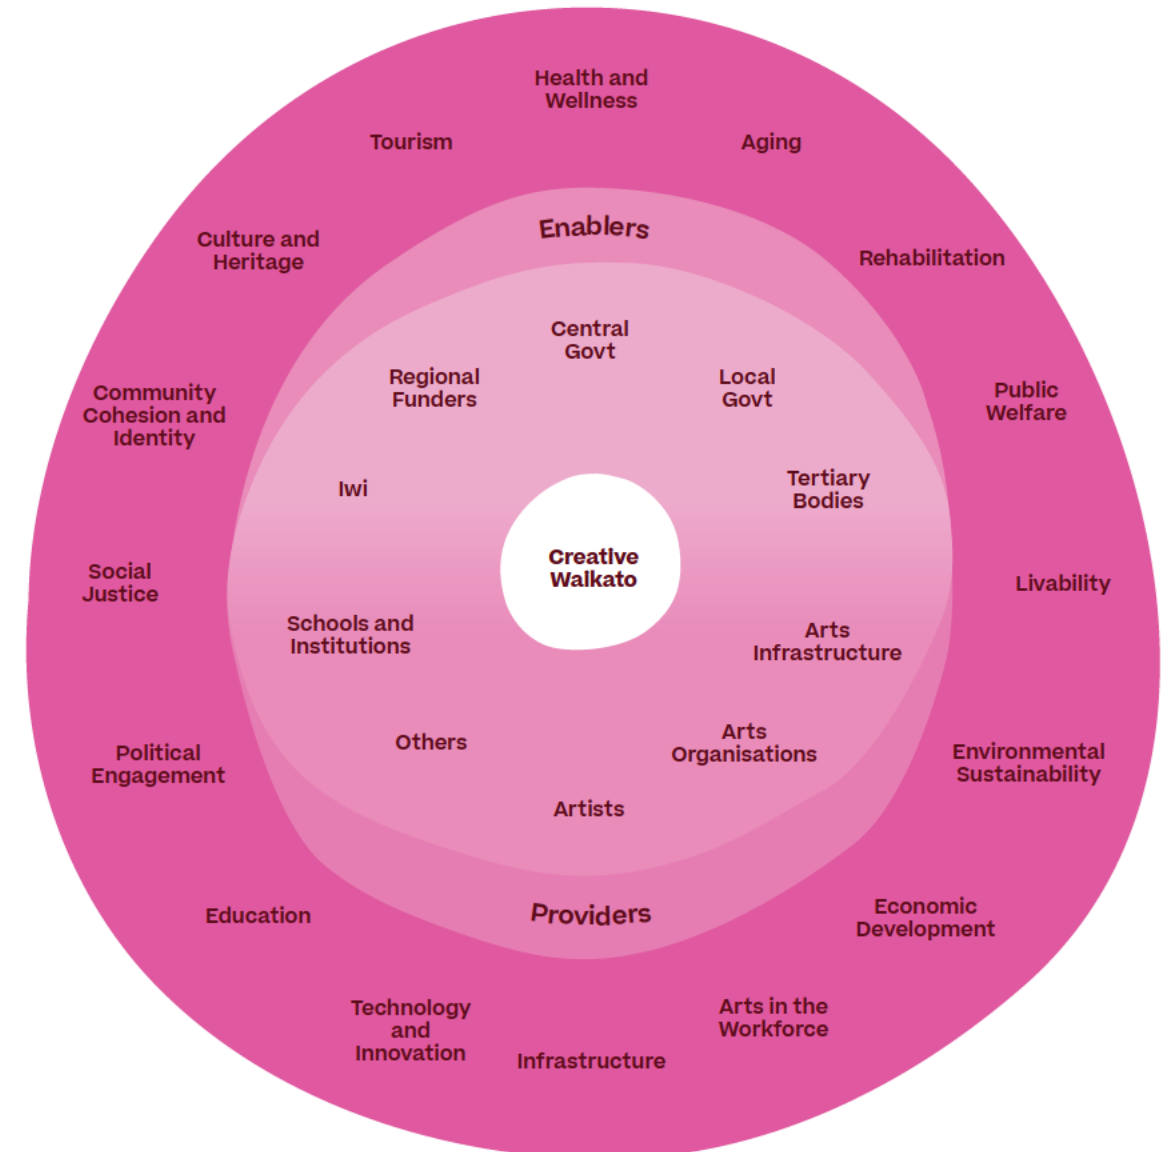 Health and
Wellness
Tourism
Aging
Enablers
Culture and
Heritage
Rehabilitation
Central
Govt
Regional
Funders
Local
Govt
Community
Cohesion and
Identity
Public
Welfare
Iwi
Tertiary
Bodies
Creative
Waikato
Social
Justice
Livability
Schools and
Institutions
Arts
Infrastructure
Others
Arts
Organisations
Political
Engagement
Environmental
Sustainability
Artists
Providers
Education
Economic
Development
Technology
and
Innovation
Arts in the
Workforce
Infrastructure